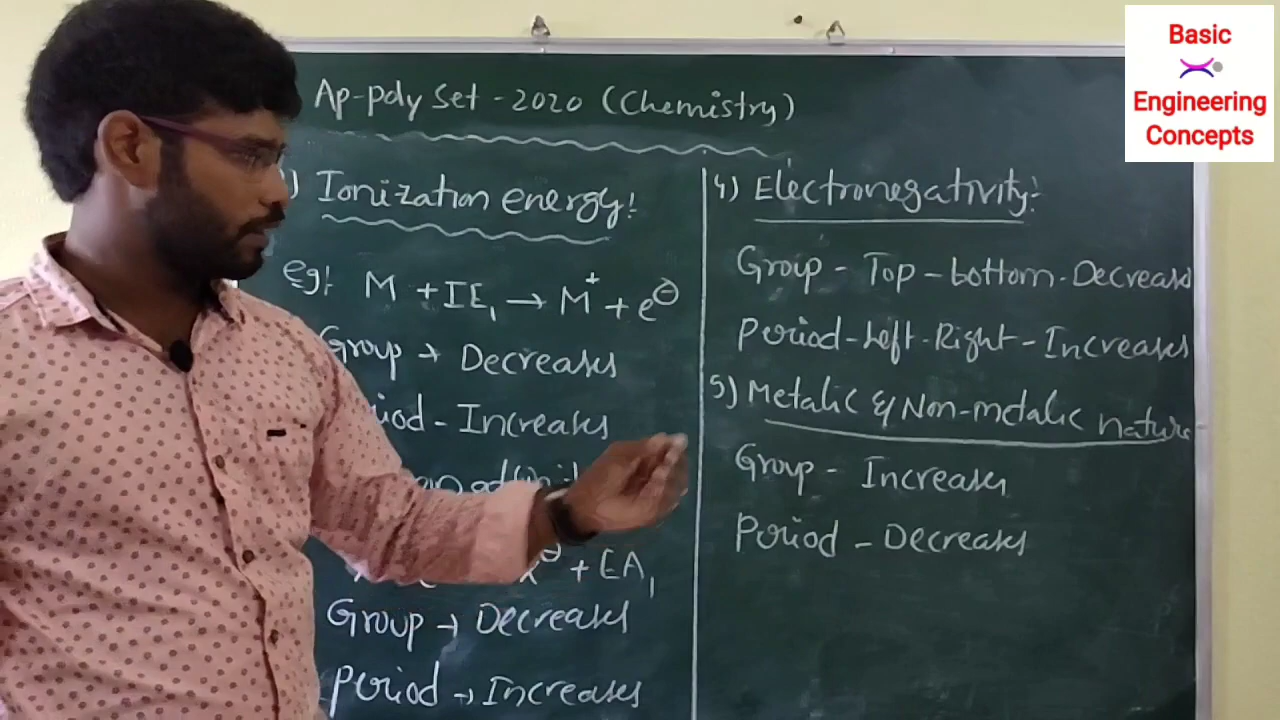 Ap-poly Set - 2020 (Chemistry)
) Ionization energy:
eg: M + IE₁ → M⁺ + e⊖
Group → Decreases
Period - Increases
+ EA₁
Group → Decreases
Period → Increases
4) Electronegativity:
Group - Top - bottom - Decreases
Period - Left - Right - Increases
5) Metalic & Non-metalic nature
Group - Increases
Period - Decreases
Basic
Engineering
Concepts